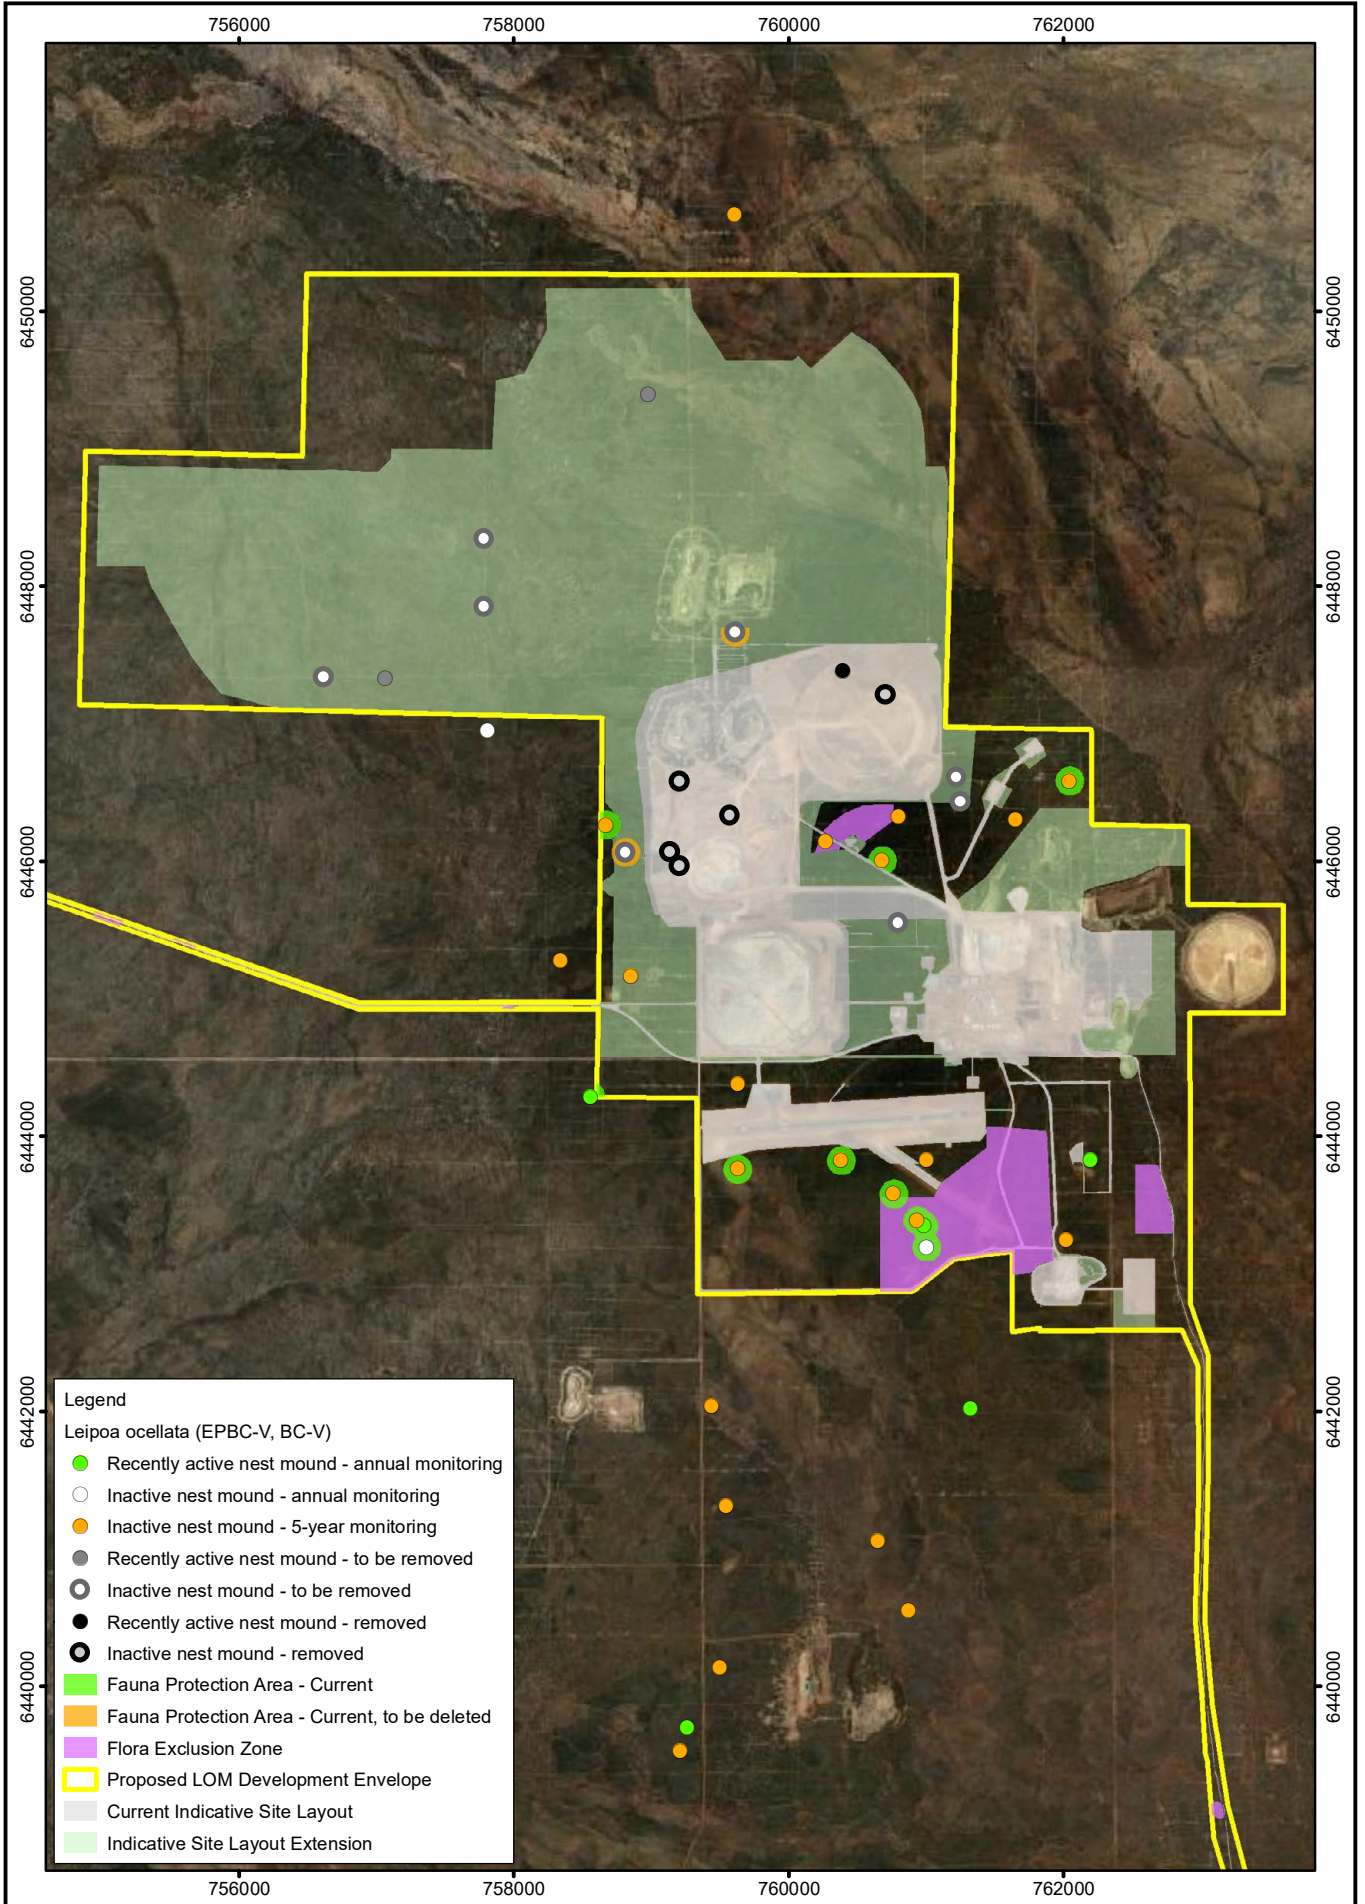 756000
758000
760000
762000
6450000
6450000
6448000
6448000
6446000
6446000
6444000
6444000
6442000
6442000
6440000
6440000
Legend
Leipoa ocellata (EPBC-V, BC-V)
Recently active nest mound - annual monitoring
Inactive nest mound - annual monitoring
Inactive nest mound - 5-year monitoring
Recently active nest mound - to be removed
Inactive nest mound - to be removed
Recently active nest mound - removed
Inactive nest mound - removed
Fauna Protection Area - Current
Fauna Protection Area - Current, to be deleted
Flora Exclusion Zone
Proposed LOM Development Envelope
Current Indicative Site Layout
Indicative Site Layout Extension
756000
758000
760000
762000